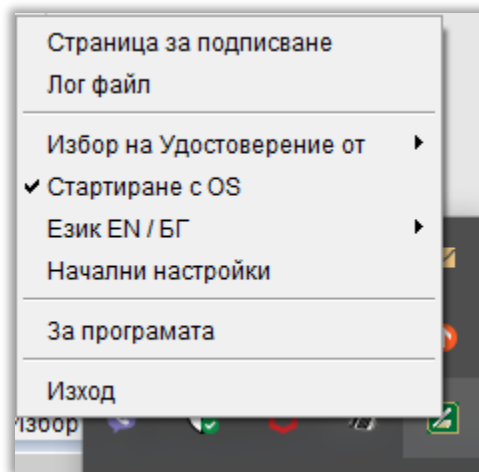 Страница за подписване
Лог файл
Избор на Удостоверение от
Стартиране с OS
Език EN / БГ
Начални настройки
За програмата
Изход
Избор